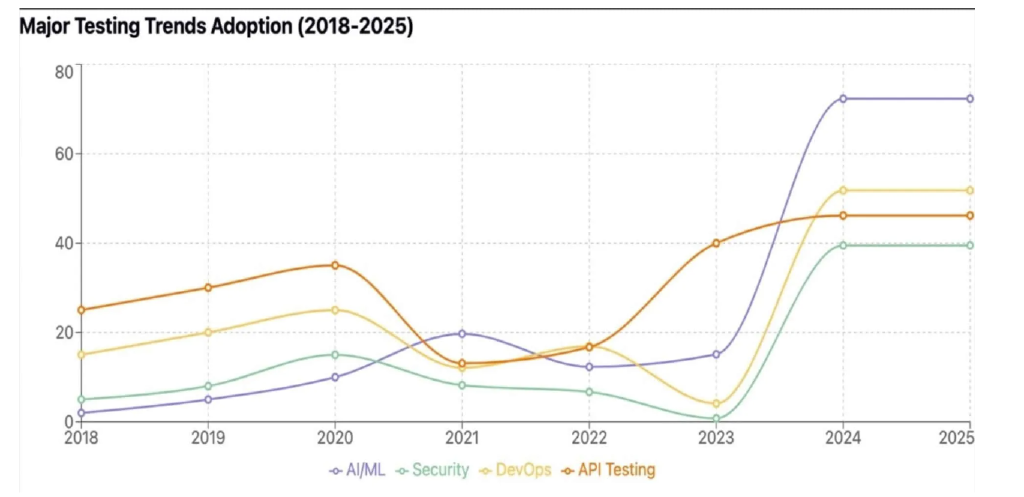 Major Testing Trends Adoption (2018-2025)
80
60
40
20
0
2018 2019 2020 2021 2022 2023 2024 2025
AI/ML Security DevOps API Testing